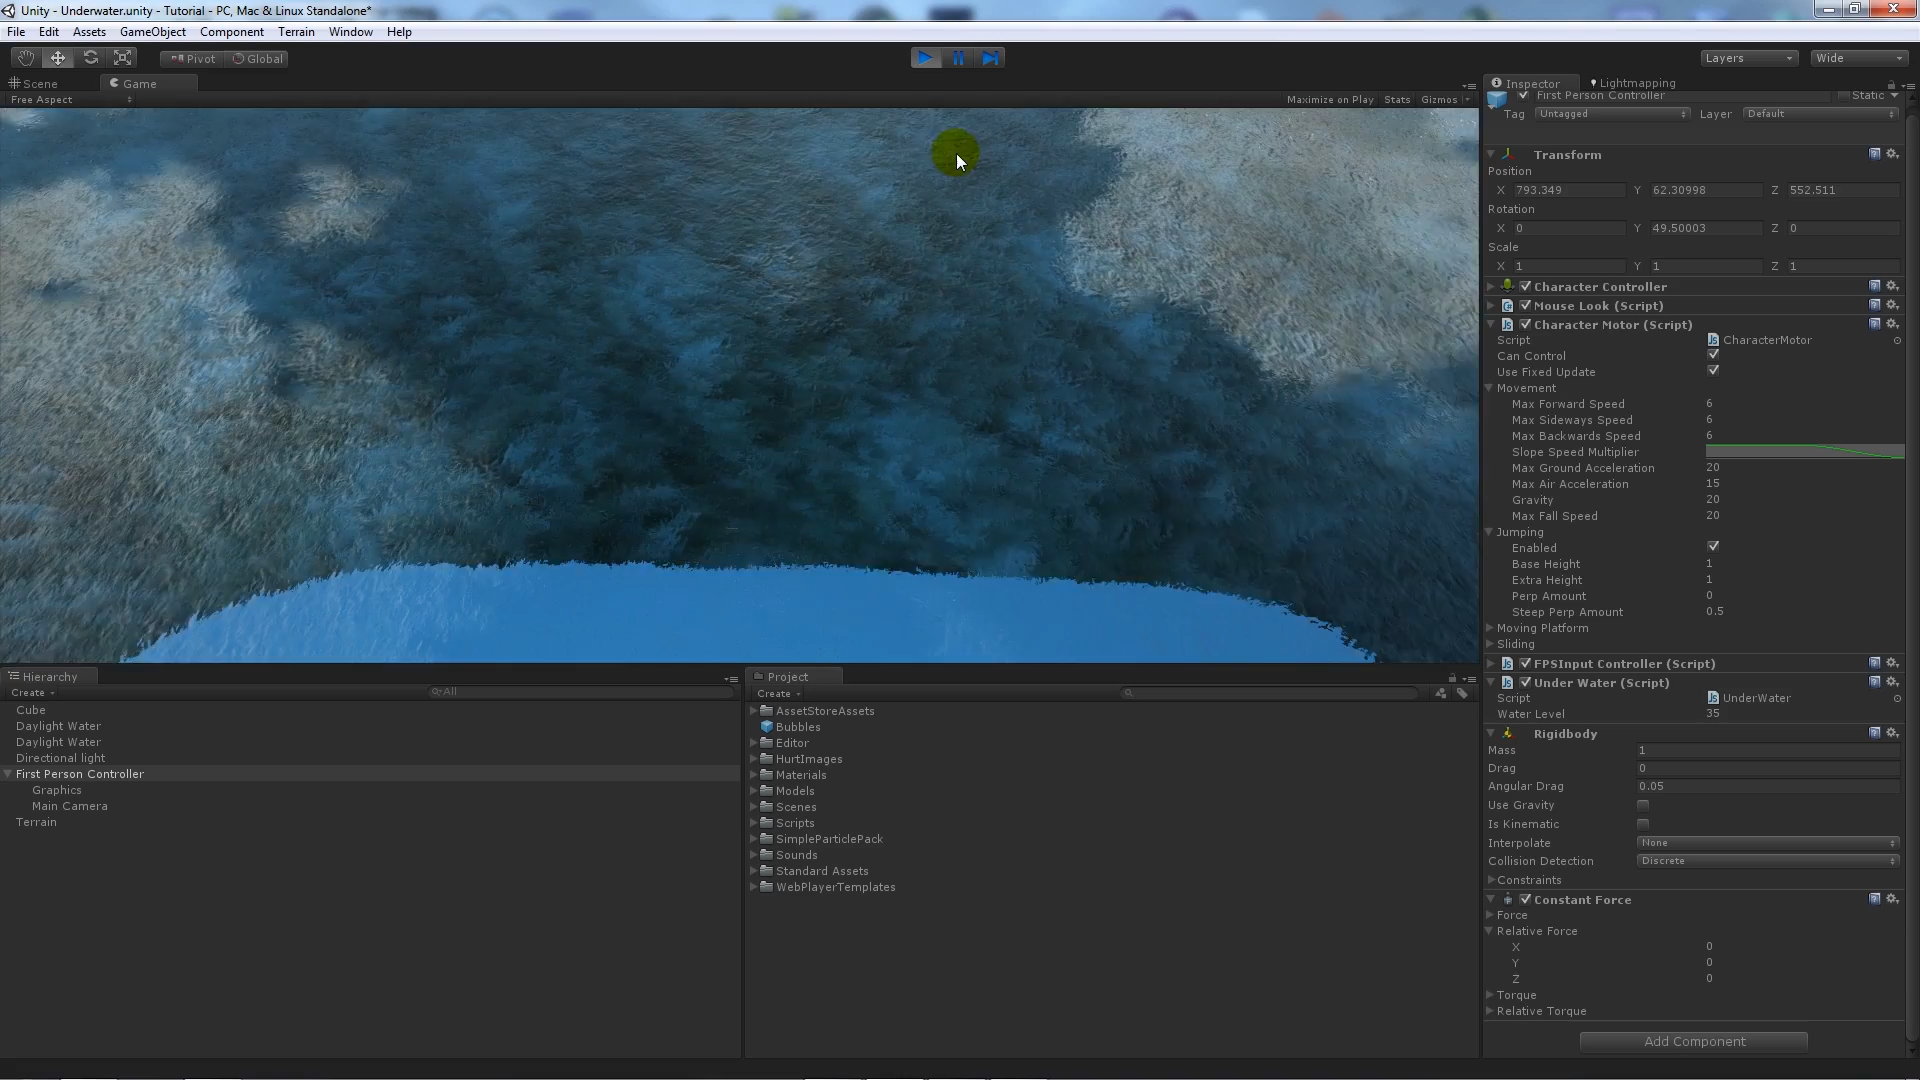 Unity - Underwater.unity - Tutorial - PC, Mac & Linux Standalone*
File Edit Assets GameObject Component Terrain Window Help
Pivot Global Layers Wide
Scene Game
Free Aspect Maximize on Play Stats Gizmos
Inspector Lightmapping
First Person Controller Static
Tag Untagged Layer Default
Transform
Position
X 793.349 Y 62.30998 Z 552.511
Rotation
X 0 Y 49.50003 Z 0
Scale
X 1 Y 1 Z 1
Character Controller
Mouse Look (Script)
Character Motor (Script)
Script CharacterMotor
Can Control
Use Fixed Update
Movement
Max Forward Speed 6
Max Sideways Speed 6
Max Backwards Speed 6
Slope Speed Multiplier
Max Ground Acceleration 20
Max Air Acceleration 15
Gravity 20
Max Fall Speed 20
Jumping
Enabled
Base Height 1
Extra Height 1
Perp Amount 0
Steep Perp Amount 0.5
Moving Platform
Sliding
FPSInput Controller (Script)
Under Water (Script)
Script UnderWater
Water Level 35
Rigidbody
Mass 1
Drag 0
Angular Drag 0.05
Use Gravity
Is Kinematic
Interpolate None
Collision Detection Discrete
Constraints
Constant Force
Force
Relative Force
X 0
Y 0
Z 0
Torque
Relative Torque
Add Component
Hierarchy
Create All
Cube
Daylight Water
Daylight Water
Directional light
First Person Controller
Graphics
Main Camera
Terrain
Project
Create
AssetStoreAssets
Bubbles
Editor
HurtImages
Materials
Models
Scenes
Scripts
SimpleParticlePack
Sounds
Standard Assets
WebPlayerTemplates